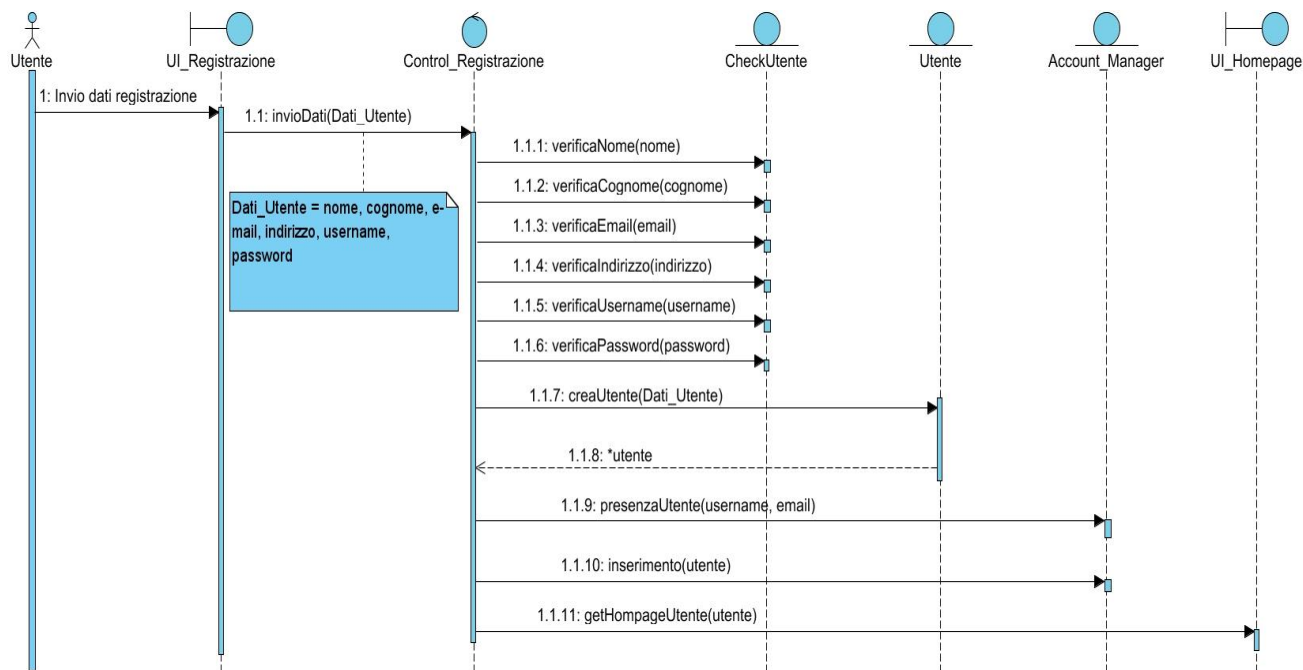 Utente
UI_Registrazione
Control_Registrazione
CheckUtente
Utente
Account_Manager
UI_Homepage
1: Invio dati registrazione
1.1: invioDati(Dati_Utente)
1.1.1: verificaNome(nome)
1.1.2: verificaCognome(cognome)
Dati_Utente = nome, cognome, e-
mail, indirizzo, username,
password
1.1.3: verificaEmail(email)
1.1.4: verificaIndirizzo(indirizzo)
1.1.5: verificaUsername(username)
1.1.6: verificaPassword(password)
1.1.7: creaUtente(Dati_Utente)
1.1.8: *utente
1.1.9: presenzaUtente(username, email)
1.1.10: inserimento(utente)
1.1.11: getHompageUtente(utente)